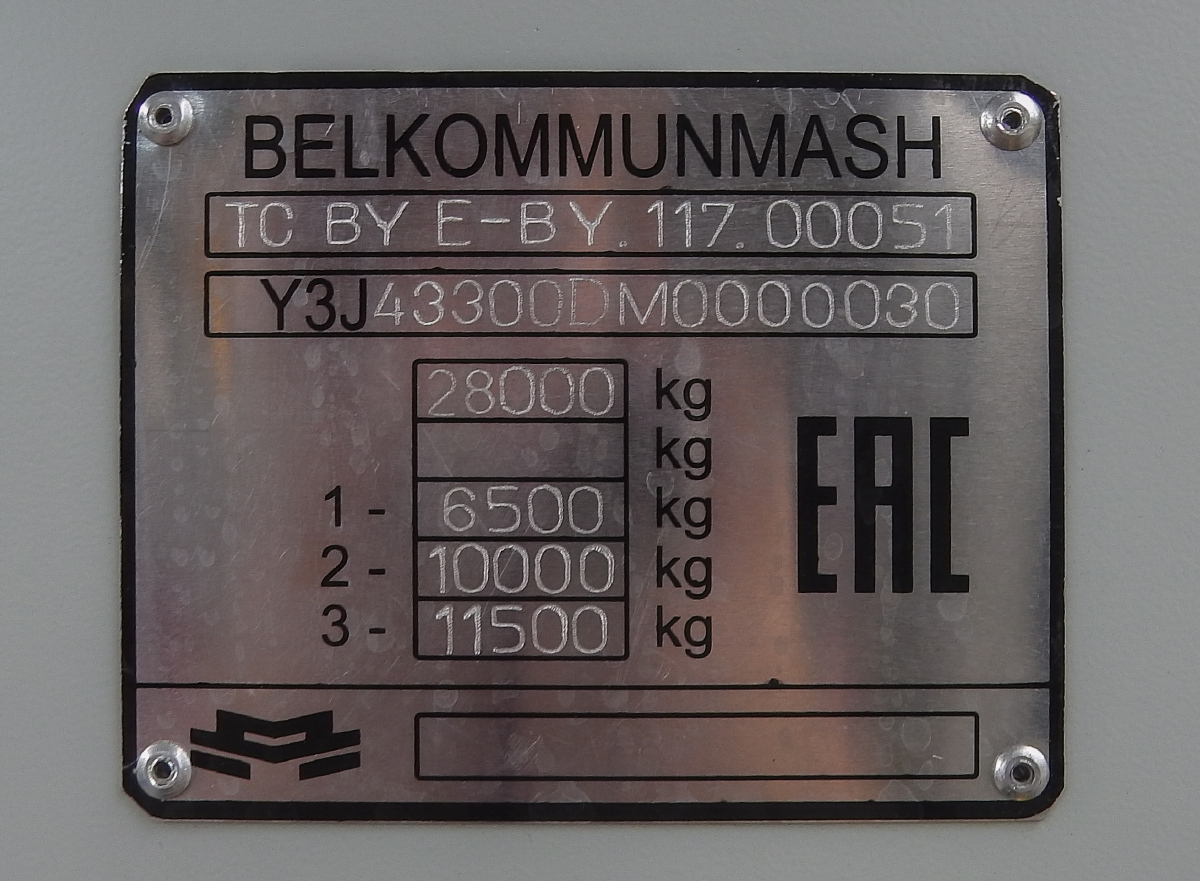 BELKOMMUNMASH
TC BY E-BY.117.00051
Y3J43300DM0000030
28000 kg
kg
1 - 6500 kg
2 - 10000 kg
3 - 11500 kg
EAC